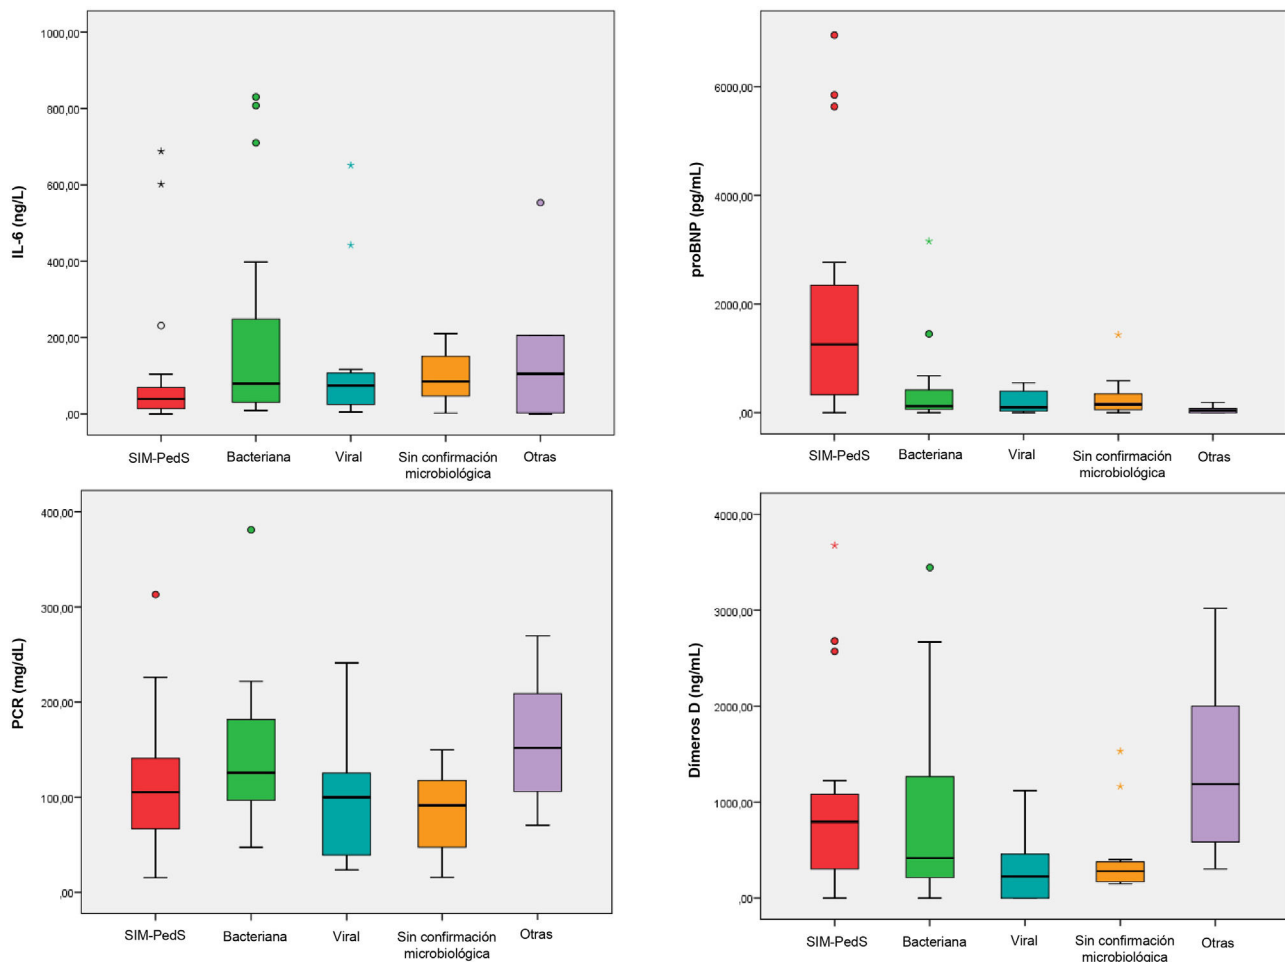 1000,00
800,00
600,00
400,00
200,00
,00
IL-6 (ng/L)
SIM-PedS
Bacteriana
Viral
Sin confirmación
microbiológica
Otras
6000,00
4000,00
2000,00
,00
proBNP (pg/mL)
SIM-PedS
Bacteriana
Viral
Sin confirmación
microbiológica
Otras
400,00
300,00
200,00
100,00
,00
PCR (mg/dL)
SIM-PedS
Bacteriana
Viral
Sin confirmación
microbiológica
Otras
4000,00
3000,00
2000,00
1000,00
,00
Dímeros D (ng/mL)
SIM-PedS
Bacteriana
Viral
Sin confirmación
microbiológica
Otras